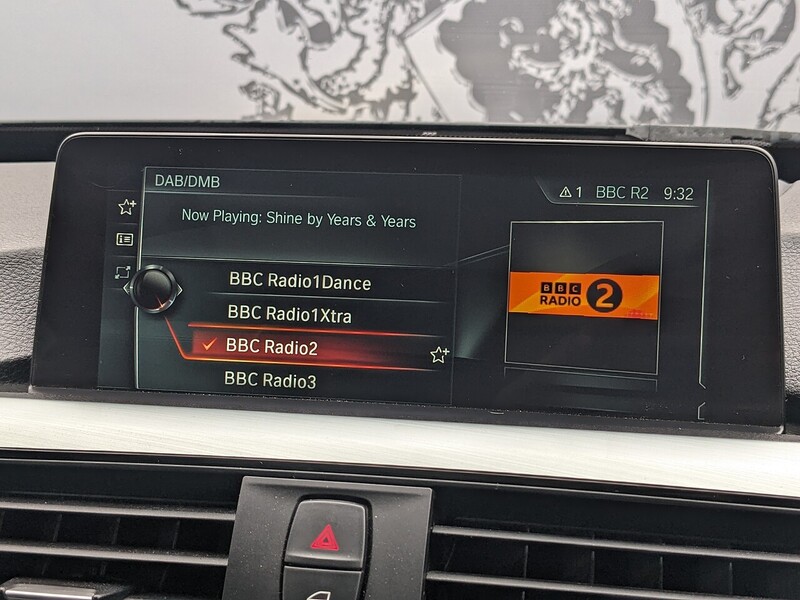 DAB/DMB
1 BBC R2 9:32
Now Playing: Shine by Years & Years
BBC Radio1Dance
BBC Radio1Xtra
BBC Radio2
BBC Radio3
BBC
RADIO 2